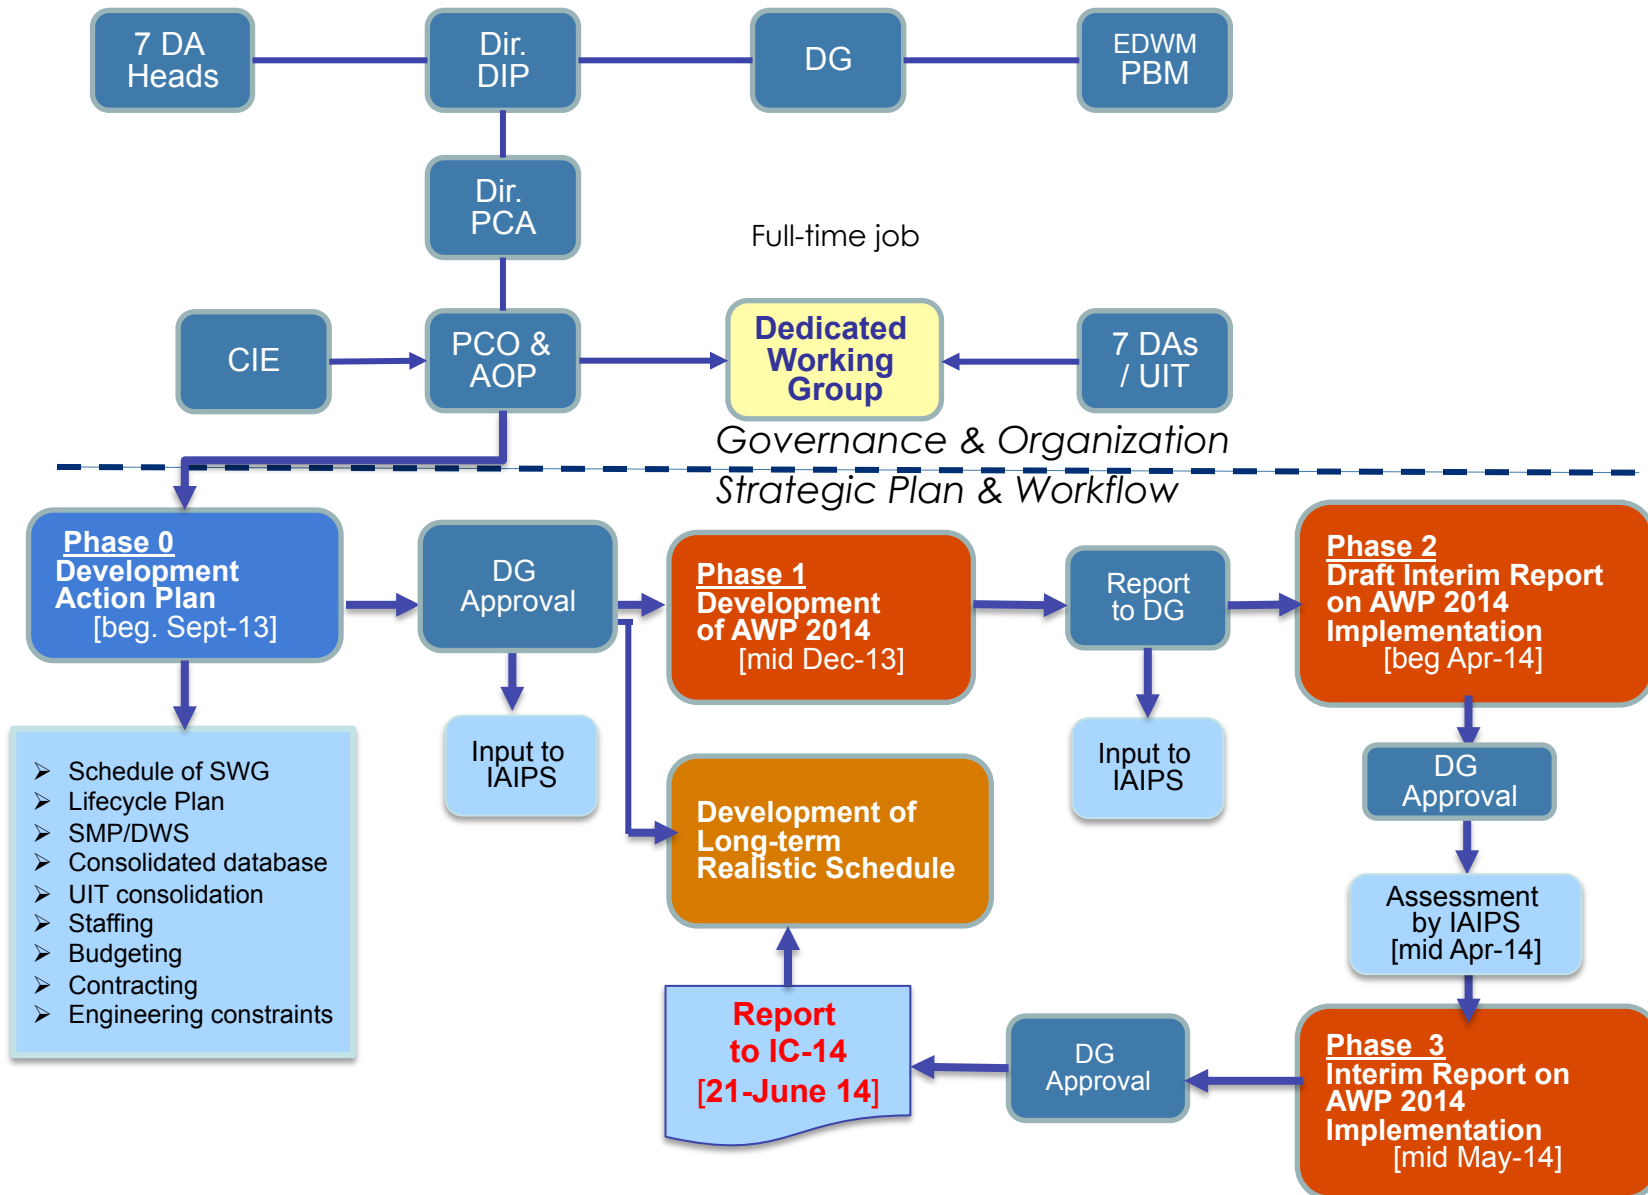 7 DA
Heads
Dir.
DIP
DG
EDWM
PBM
Dir.
PCA
Full-time job
CIE
PCO &
AOP
Dedicated
Working
Group
7 DAs
/ UIT
Governance & Organization
Strategic Plan & Workflow
Phase 0
Development
Action Plan
[beg. Sept-13]
DG
Approval
Phase 1
Development
of AWP 2014
[mid Dec-13]
Report
to DG
Phase 2
Draft Interim Report
on AWP 2014
Implementation
[beg Apr-14]
➢ Schedule of SWG
➢ Lifecycle Plan
➢ SMP/DWS
➢ Consolidated database
➢ UIT consolidation
➢ Staffing
➢ Budgeting
➢ Contracting
➢ Engineering constraints
Input to
IAIPS
Development of
Long-term
Realistic Schedule
Input to
IAIPS
DG
Approval
Assessment
by IAIPS
[mid Apr-14]
Report
to IC-14
[21-June 14]
DG
Approval
Phase 3
Interim Report on
AWP 2014
Implementation
[mid May-14]